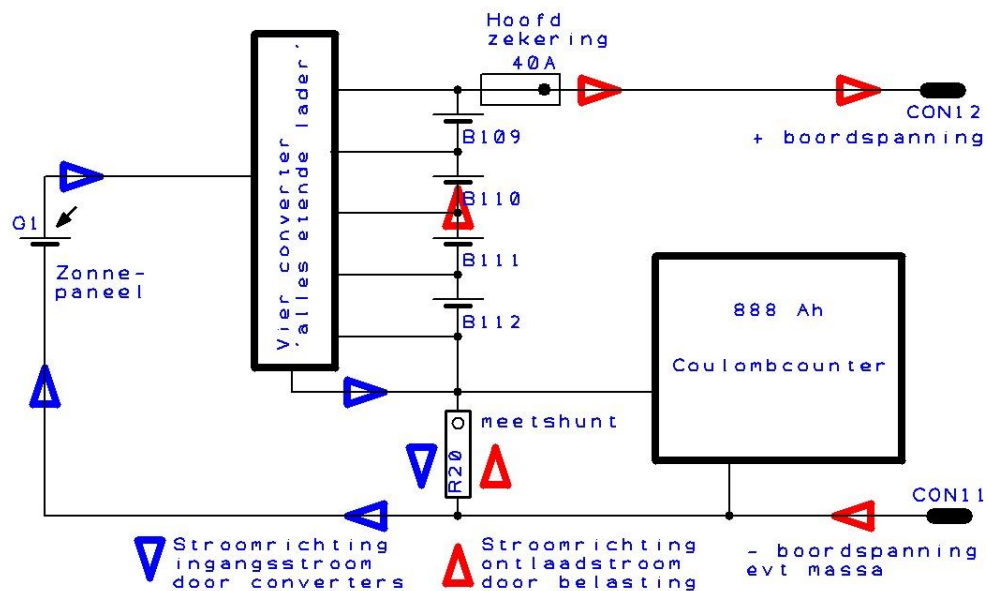 Hoofd
zekering
40A
CON12
+ boordspanning
B109
B110
B111
B112
Vier converter
'alles etende lader'
G1
Zonne-
paneel
888 Ah
Coulombcounter
meetshunt
R20
CON11
- boordspanning
evt massa
Stroomrichting
ingangsstroom
door converters
Stroomrichting
ontlaadstroom
door belasting